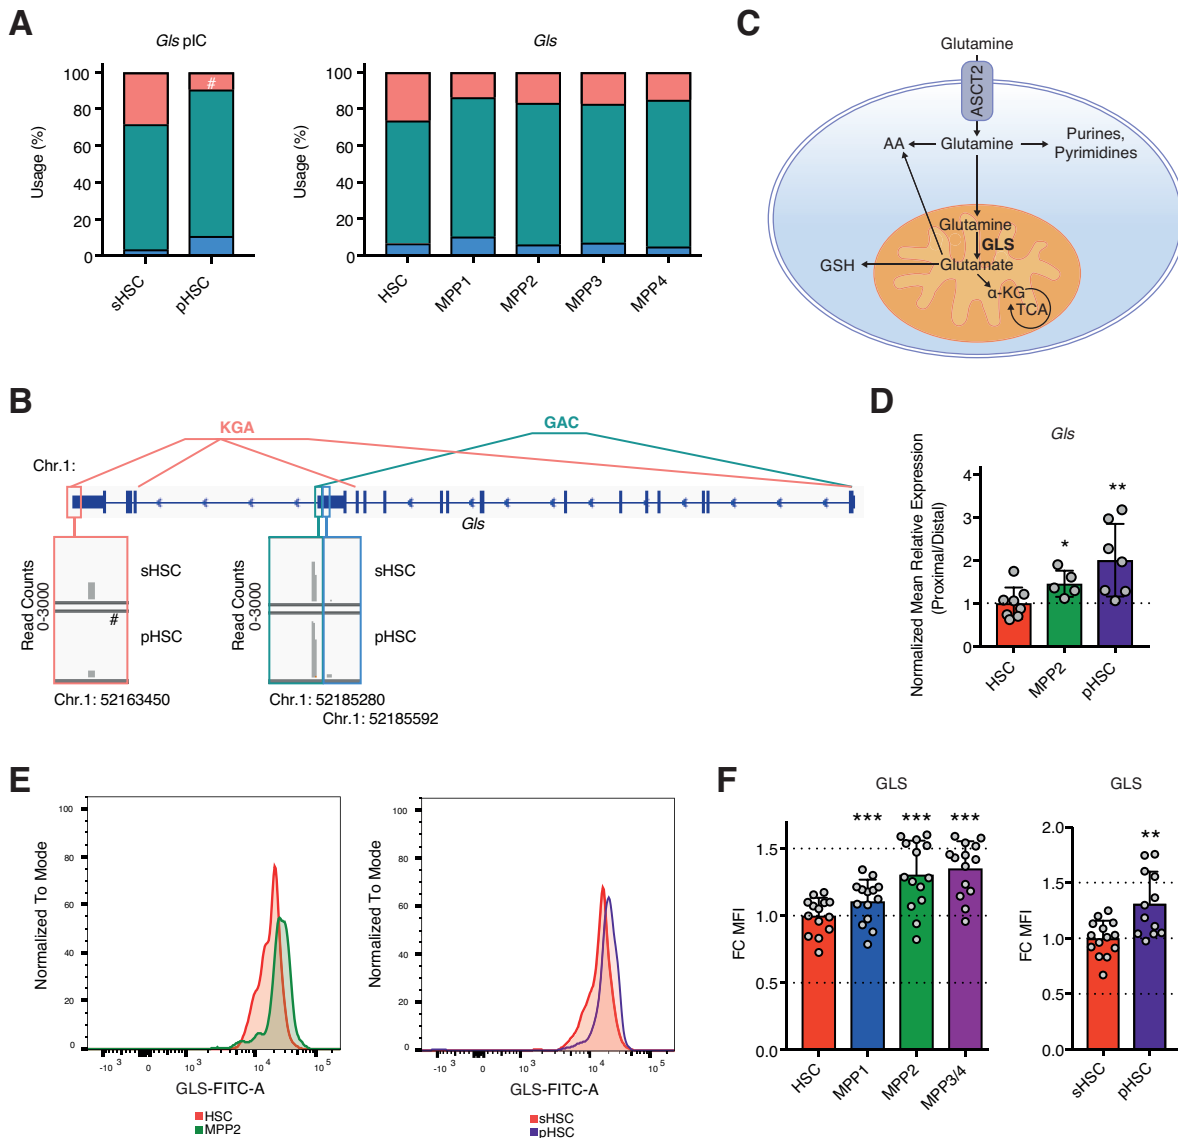 A
Gls pIC
Usage (%)
100
80
60
40
20
0
#
sHSC
pHSC
Gls
Usage (%)
100
80
60
40
20
0
HSC
MPP1
MPP2
MPP3
MPP4
C
Glutamine
ASCT2
AA
Glutamine
Purines,
Pyrimidines
Glutamine
GLS
GSH
Glutamate
α-KG
TCA
B
KGA
GAC
Chr.1:
Gls
Read Counts
0-3000
sHSC
#
pHSC
Chr.1: 52163450
Read Counts
0-3000
sHSC
pHSC
Chr.1: 52185280
Chr.1: 52185592
D
Gls
Normalized Mean Relative Expression
(Proximal/Distal)
4
3
2
1
0
*
**
HSC
MPP2
pHSC
E
Normalized To Mode
100
80
60
40
20
0
-10 3
0
10 3
10 4
10 5
GLS-FITC-A
HSC
MPP2
Normalized To Mode
100
80
60
40
20
0
-10 3
0
10 3
10 4
10 5
GLS-FITC-A
sHSC
pHSC
F
GLS
FC MFI
1.5
1.0
0.5
0.0
***
***
***
HSC
MPP1
MPP2
MPP3/4
GLS
FC MFI
2.0
1.5
1.0
0.5
0.0
**
sHSC
pHSC